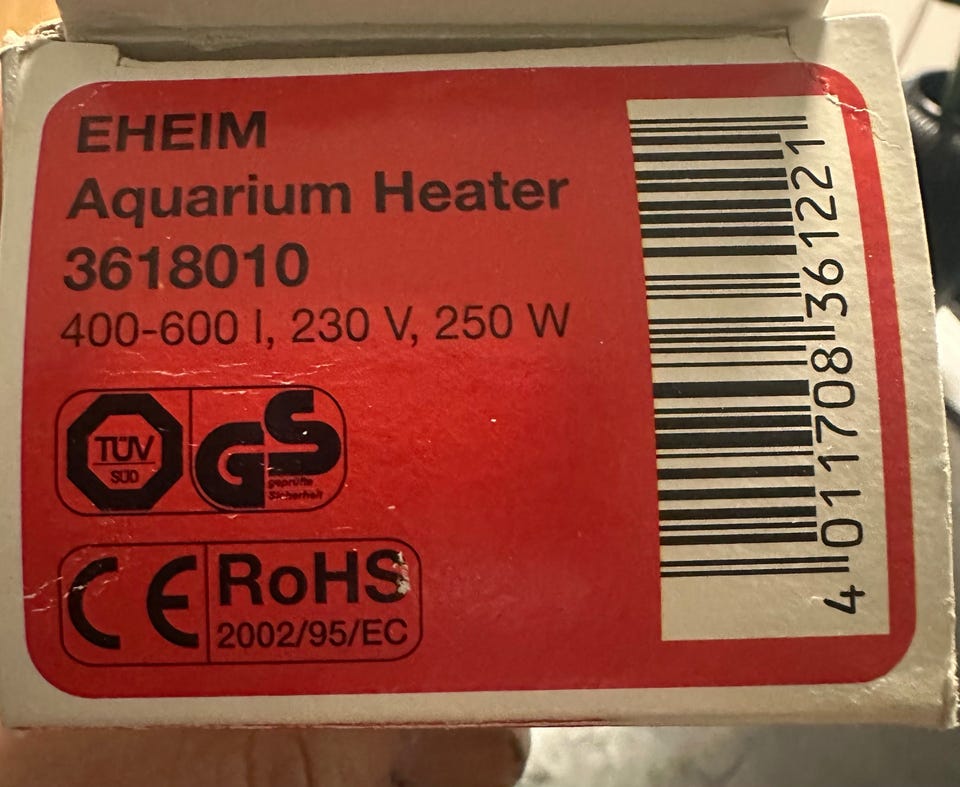 EHEIM
Aquarium Heater
3618010
400-600 l, 230 V, 250 W
TÜV
SÜD
GS
geprüfte
Sicherheit
CE
RoHS
2002/95/EC
4 011708 361221